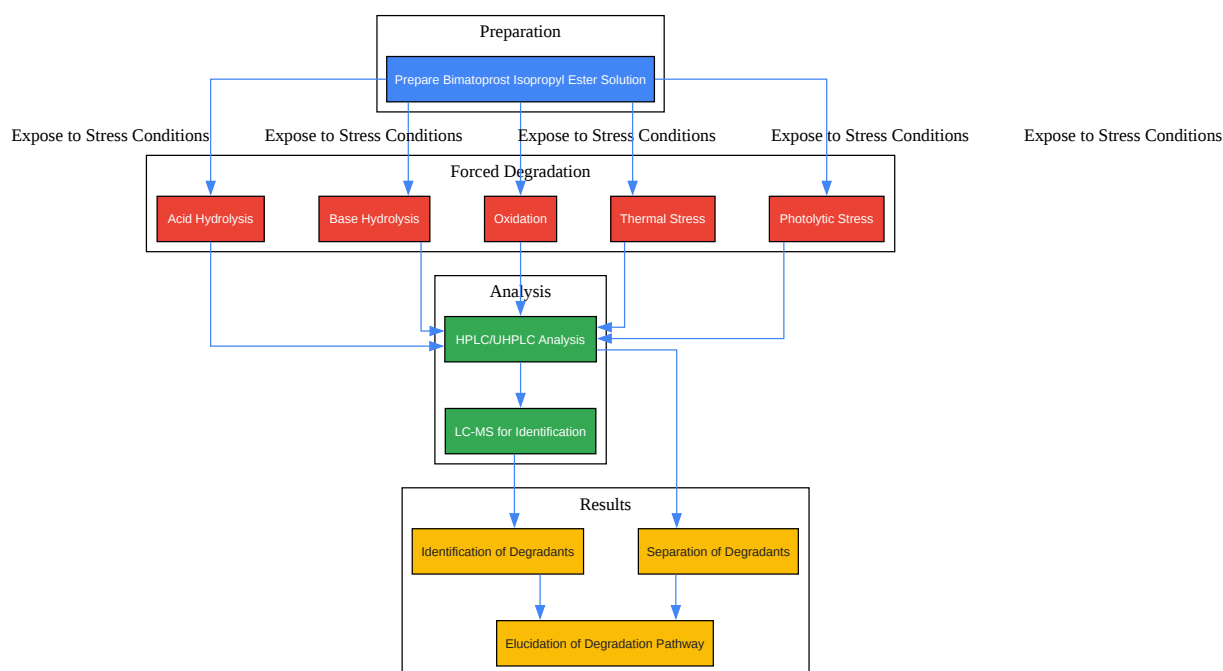 Preparation
Prepare Bimatoprost Isopropyl Ester Solution
Expose to Stress Conditions
Expose to Stress Conditions
Expose to Stress Conditions
Expose to Stress Conditions
Expose to Stress Conditions
Forced Degradation
Acid Hydrolysis
Base Hydrolysis
Oxidation
Thermal Stress
Photolytic Stress
Analysis
HPLC/UHPLC Analysis
LC-MS for Identification
Results
Identification of Degradants
Separation of Degradants
Elucidation of Degradation Pathway